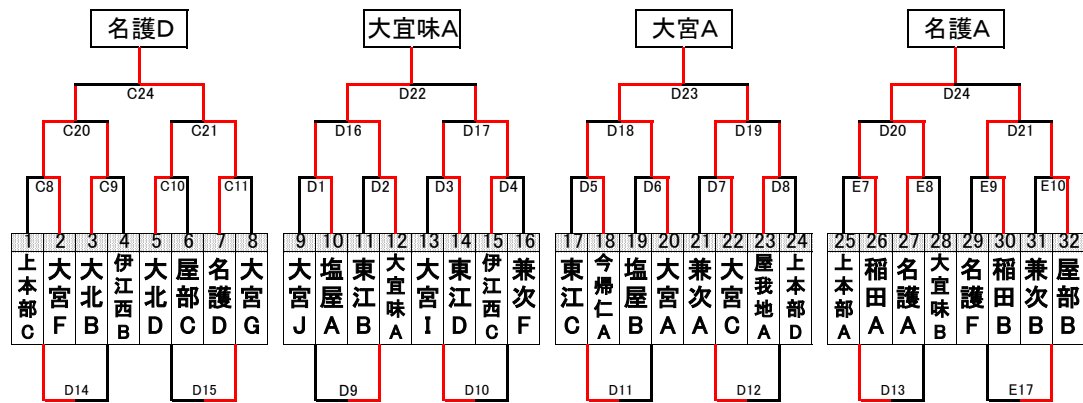 名護D 大宜味A 大宮A 名護A
C24 D22 D23 D24
C20 C21 D16 D17 D18 D19 D20 D21
C8 C9 C10 C11 D1 D2 D3 D4 D5 D6 D7 D8 E7 E8 E9 E10
1 2 3 4 5 6 7 8 9 10 11 12 13 14 15 16 17 18 19 20 21 22 23 24 25 26 27 28 29 30 31 32
上本部C
大宮F
大北B
伊江西B
大北D
屋部C
名護D
大宮G
大宮J
塩屋A
東江B
大宜味A
大宮I
東江D
伊江西C
兼次F
東江C
今帰仁A
塩屋B
大宮A
兼次A
大宮C
屋我地A
上本部D
上本部A
稲田A
名護A
大宜味B
名護F
稲田B
兼次B
屋部B
D14 D15 D9 D10 D11 D12 D13 E17